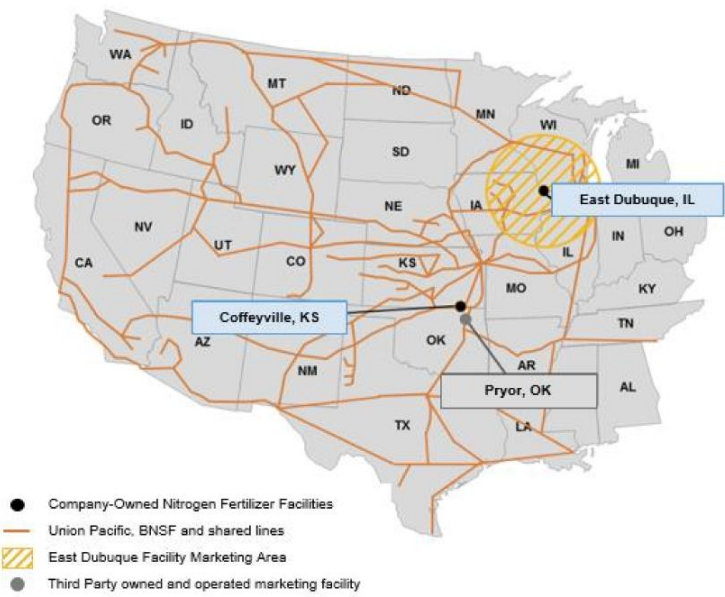 WA
MT
ND
MN
OR
ID
WI
SD
MI
WY
East Dubuque, IL
IA
NE
NV
OH
IN
UT
IL
CA
CO
KS
MO
KY
Coffeyville, KS
TN
AZ
OK
AR
NM
Pryor, OK
AL
TX
LA
Company-Owned Nitrogen Fertilizer Facilities
Union Pacific, BNSF and shared lines
East Dubuque Facility Marketing Area
Third Party owned and operated marketing facility